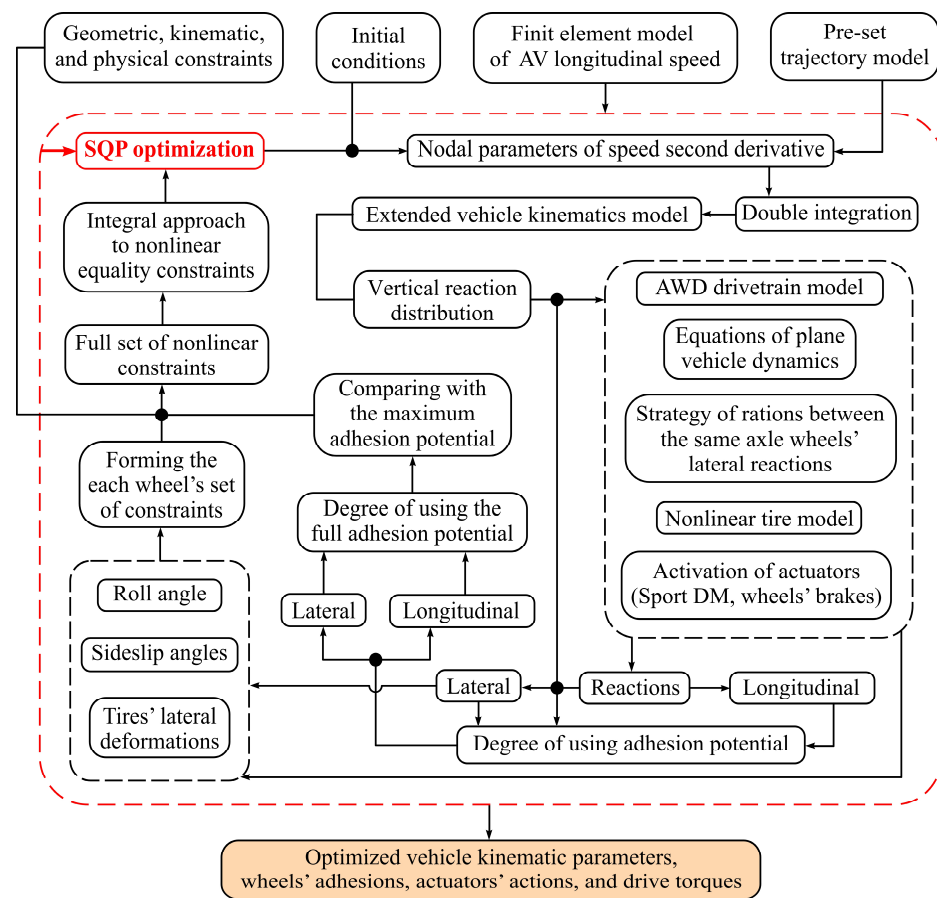 Geometric, kinematic,
and physical constraints
Initial
conditions
Finit element model
of AV longitudinal speed
Pre-set
trajectory model
SQP optimization
Nodal parameters of speed second derivative
Integral approach
to nonlinear
equality constraints
Extended vehicle kinematics model
Double integration
Vertical reaction
distribution
AWD drivetrain model
Full set of nonlincar
constraints
Equations of plane
vehicle dynamics
Comparing with
the maximum
adhesion potential
Strategy of rations between
the same axle wheels'
lateral reactions
Forming the
each wheel's set
of constraints
Degree of using the
full adhesion potential
Nonlinear tire model
Activation of actuators
(Sport DM, wheels' brakes)
Roll angle
Lateral
Longitudinal
Sideslip angles
Lateral
Reactions
Longitudinal
Tires' lateral
deformations
Degree of using adhesion potential
Optimized vehicle kinematic parameters,
wheels' adhesions, actuators' actions, and drive torques